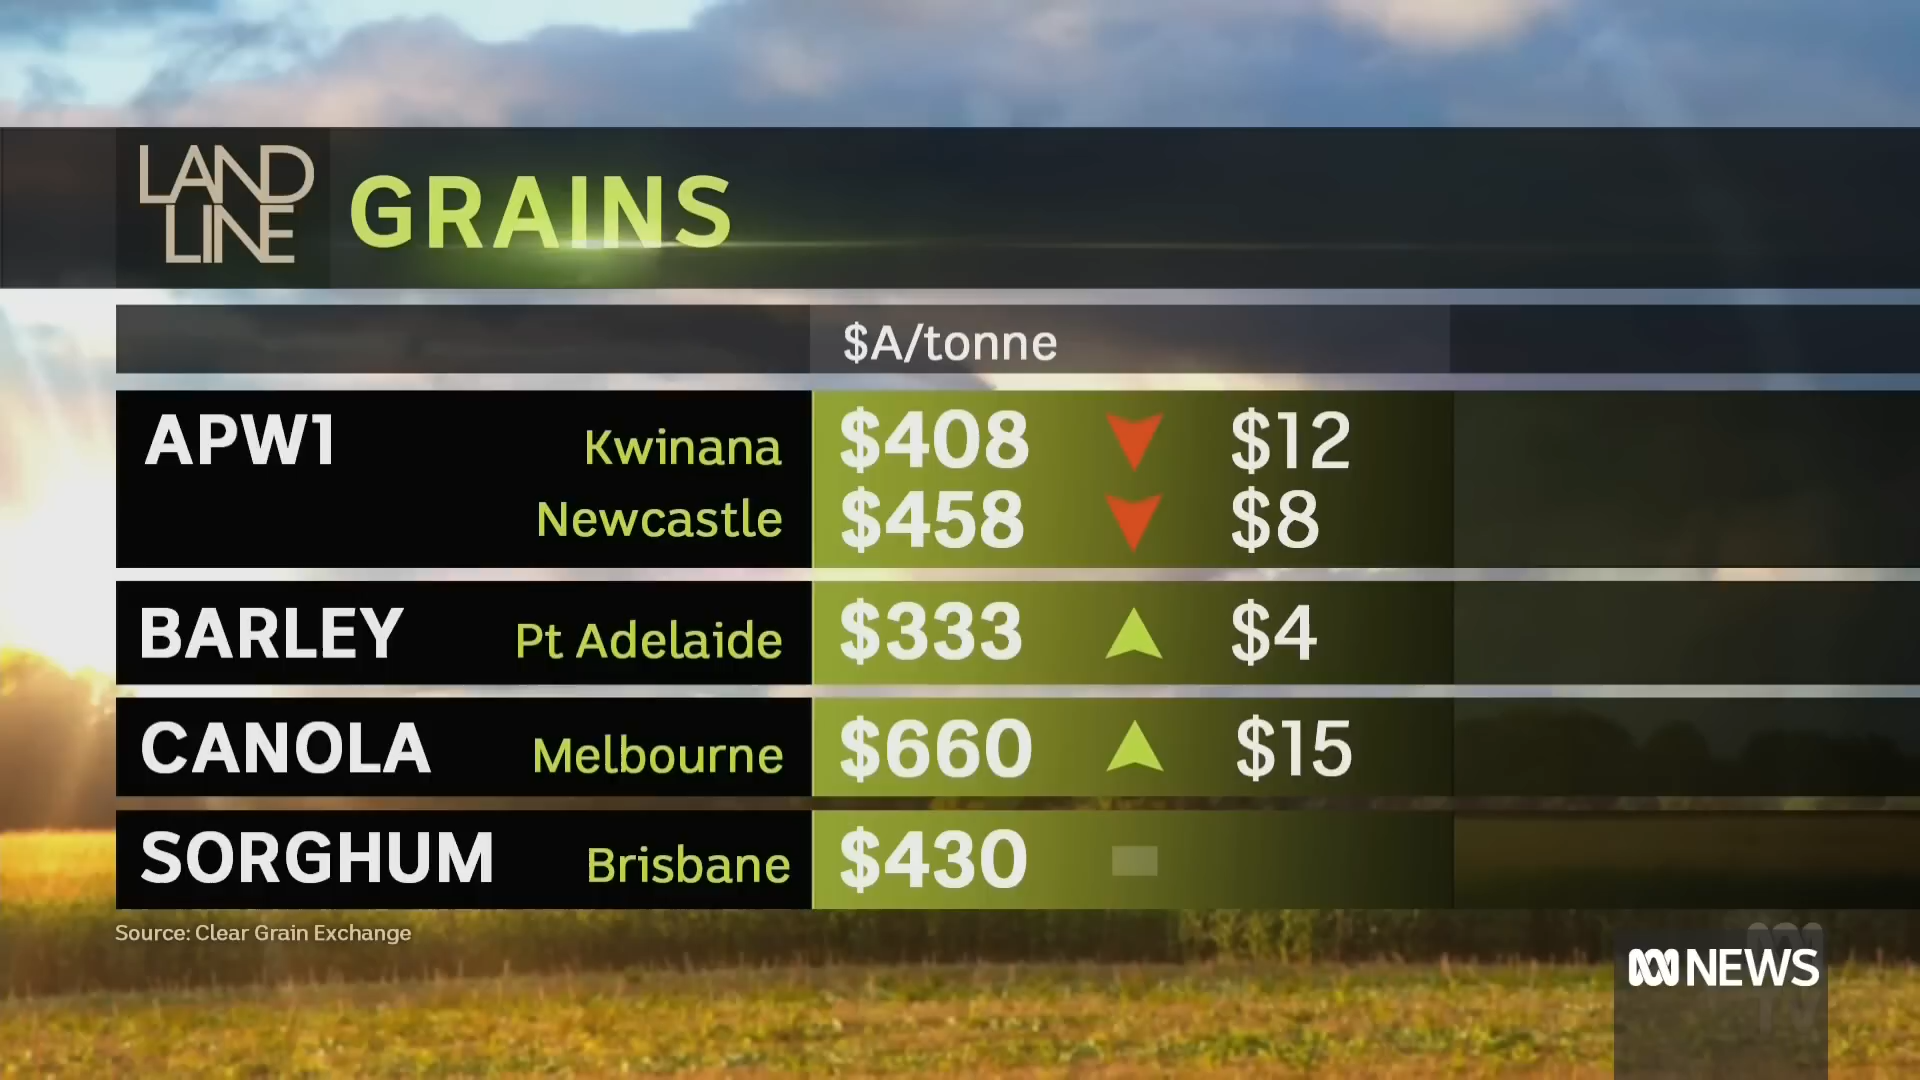 LAND
LINE
GRAINS
$A/tonne
APW1 Kwinana $408 $12
Newcastle $458 $8
BARLEY Pt Adelaide $333 $4
CANOLA Melbourne $660 $15
SORGHUM Brisbane $430
Source: Clear Grain Exchange
NEWS
TV